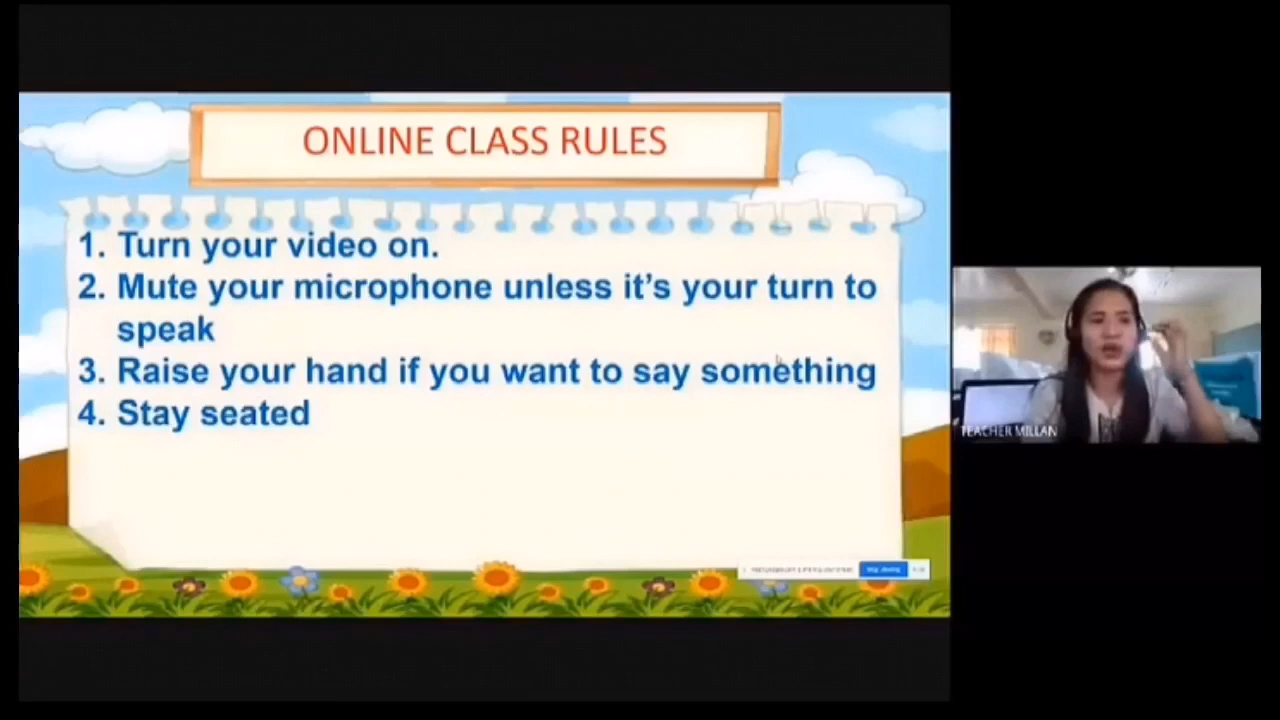 ONLINE CLASS RULES
1. Turn your video on.
2. Mute your microphone unless it's your turn to
speak
3. Raise your hand if you want to say something
4. Stay seated
TEACHER MILLAN